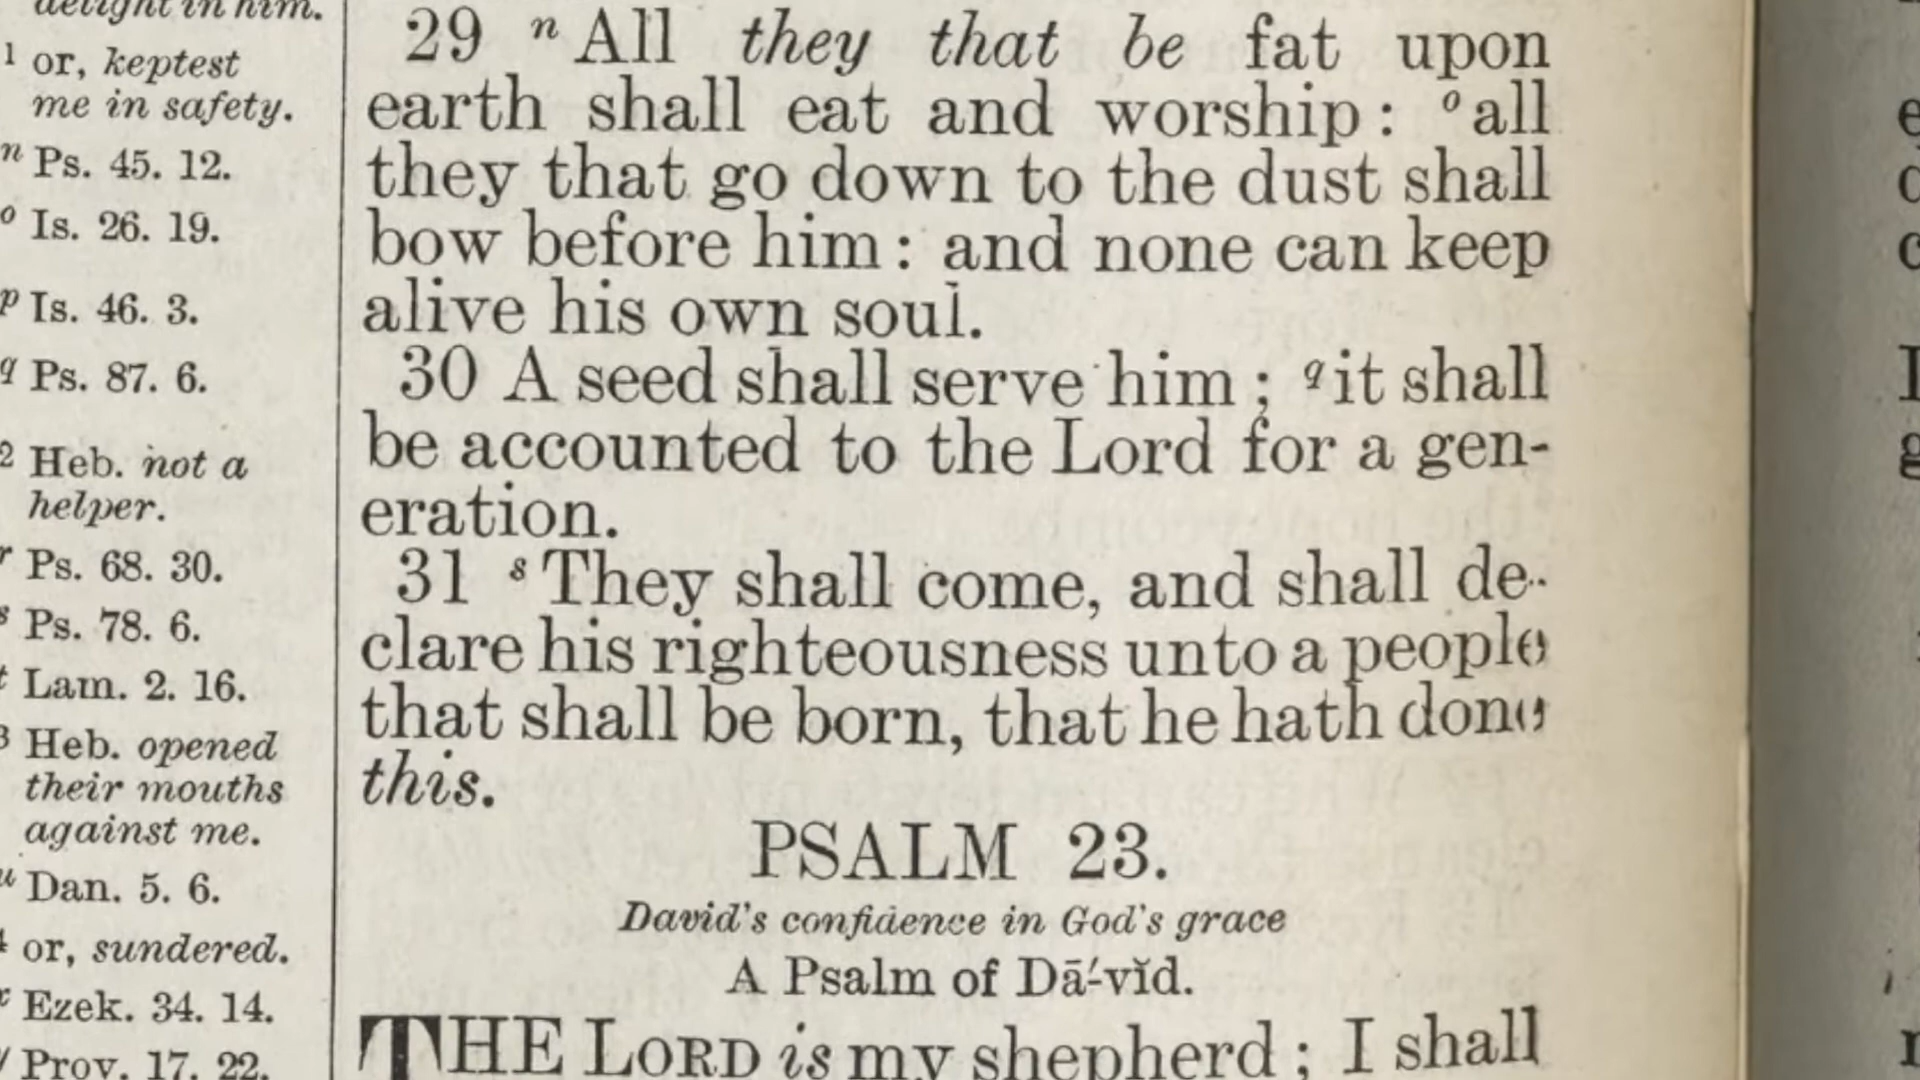 delight in him.
1 or, keptest
me in safety.
n Ps. 45. 12.
o Is. 26. 19.
p Is. 46. 3.
q Ps. 87. 6.
2 Heb. not a
helper.
r Ps. 68. 30.
s Ps. 78. 6.
t Lam. 2. 16.
3 Heb. opened
their mouths
against me.
u Dan. 5. 6.
4 or, sundered.
x Ezek. 34. 14.
y Prov. 17. 22.
29 n All they that be fat upon
earth shall eat and worship : o all
they that go down to the dust shall
bow before him : and none can keep
alive his own soul.
30 A seed shall serve him ; q it shall
be accounted to the Lord for a gen-
eration.
31 s They shall come, and shall de-
clare his righteousness unto a people
that shall be born, that he hath done
this.
PSALM 23.
David's confidence in God's grace
A Psalm of Dā́-vĭd.
THE LORD is my shepherd ; I shall